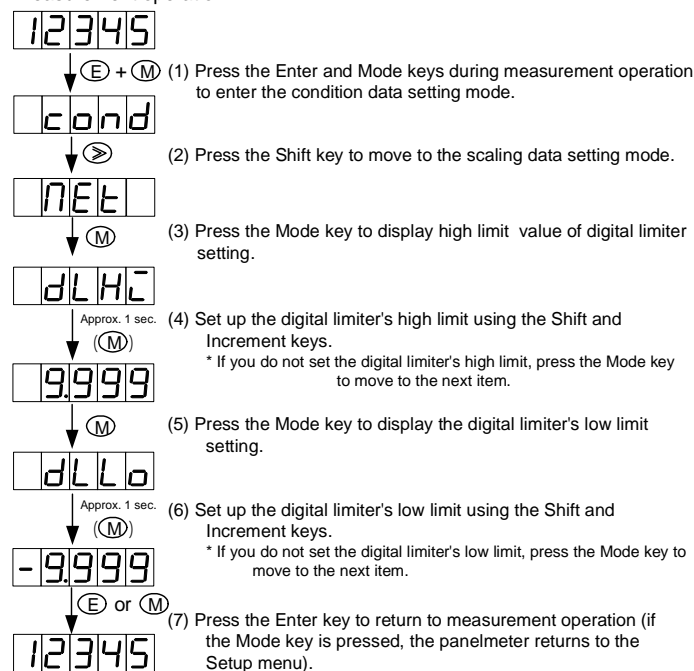 12345
E + M (1) Press the Enter and Mode keys during measurement operation
to enter the condition data setting mode.
cond
(2) Press the Shift key to move to the scaling data setting mode.
MEt
M (3) Press the Mode key to display high limit value of digital limiter
setting.
dLHi
Approx. 1 sec. (4) Set up the digital limiter's high limit using the Shift and
(M) Increment keys.
* If you do not set the digital limiter's high limit, press the Mode key
to move to the next item.
9.999
M (5) Press the Mode key to display the digital limiter's low limit
setting.
dLLo
Approx. 1 sec. (6) Set up the digital limiter's low limit using the Shift and
(M) Increment keys.
* If you do not set the digital limiter's low limit, press the Mode key to
move to the next item.
-9.999
E or M
(7) Press the Enter key to return to measurement operation (if
the Mode key is pressed, the panelmeter returns to the
12345
Setup menu).